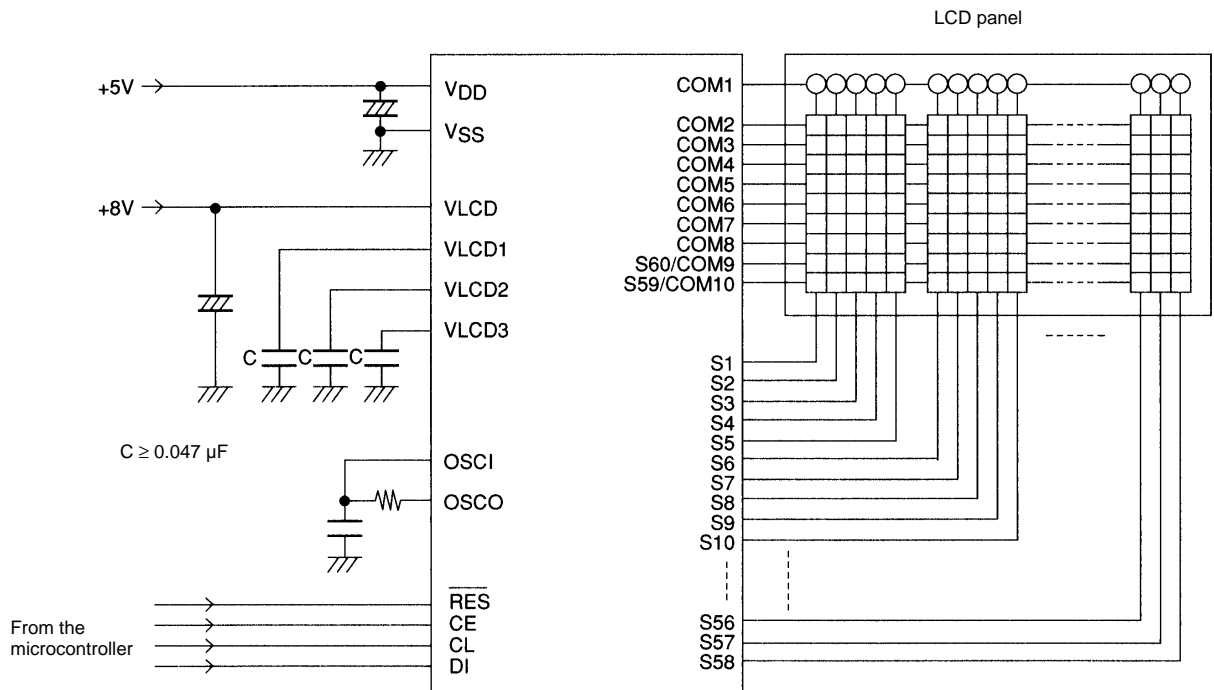 LCD panel
+5V
VDD
VSS
+8V
VLCD
VLCD1
VLCD2
VLCD3
C
C
C
C ≥ 0.047 µF
OSCI
OSCO
From the
microcontroller
RES
CE
CL
DI
COM1
COM2
COM3
COM4
COM5
COM6
COM7
COM8
S60/COM9
S59/COM10
S1
S2
S3
S4
S5
S6
S7
S8
S9
S10
S56
S57
S58